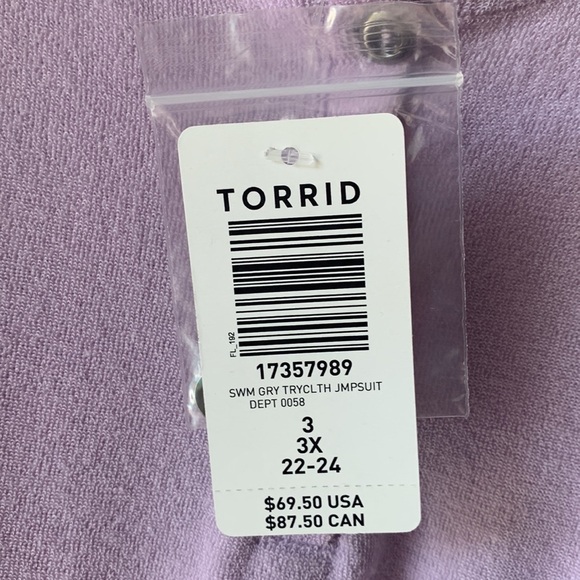 TORRID
FL_192
17357989
SWM GRY TRYCLTH JMPSUIT
DEPT 0058
3
3X
22-24
$69.50 USA
$87.50 CAN